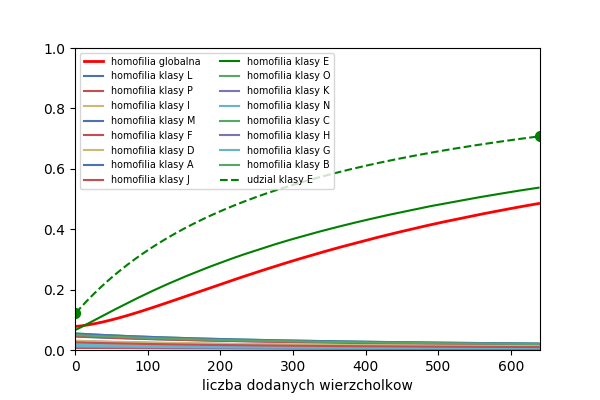 1.0
0.8
0.6
0.4
0.2
0.0
homofilia globalna
homofilia klasy L
homofilia klasy P
homofilia klasy I
homofilia klasy M
homofilia klasy F
homofilia klasy D
homofilia klasy A
homofilia klasy J
homofilia klasy E
homofilia klasy O
homofilia klasy K
homofilia klasy N
homofilia klasy C
homofilia klasy H
homofilia klasy G
homofilia klasy B
udzial klasy E
0 100 200 300 400 500 600
liczba dodanych wierzcholkow